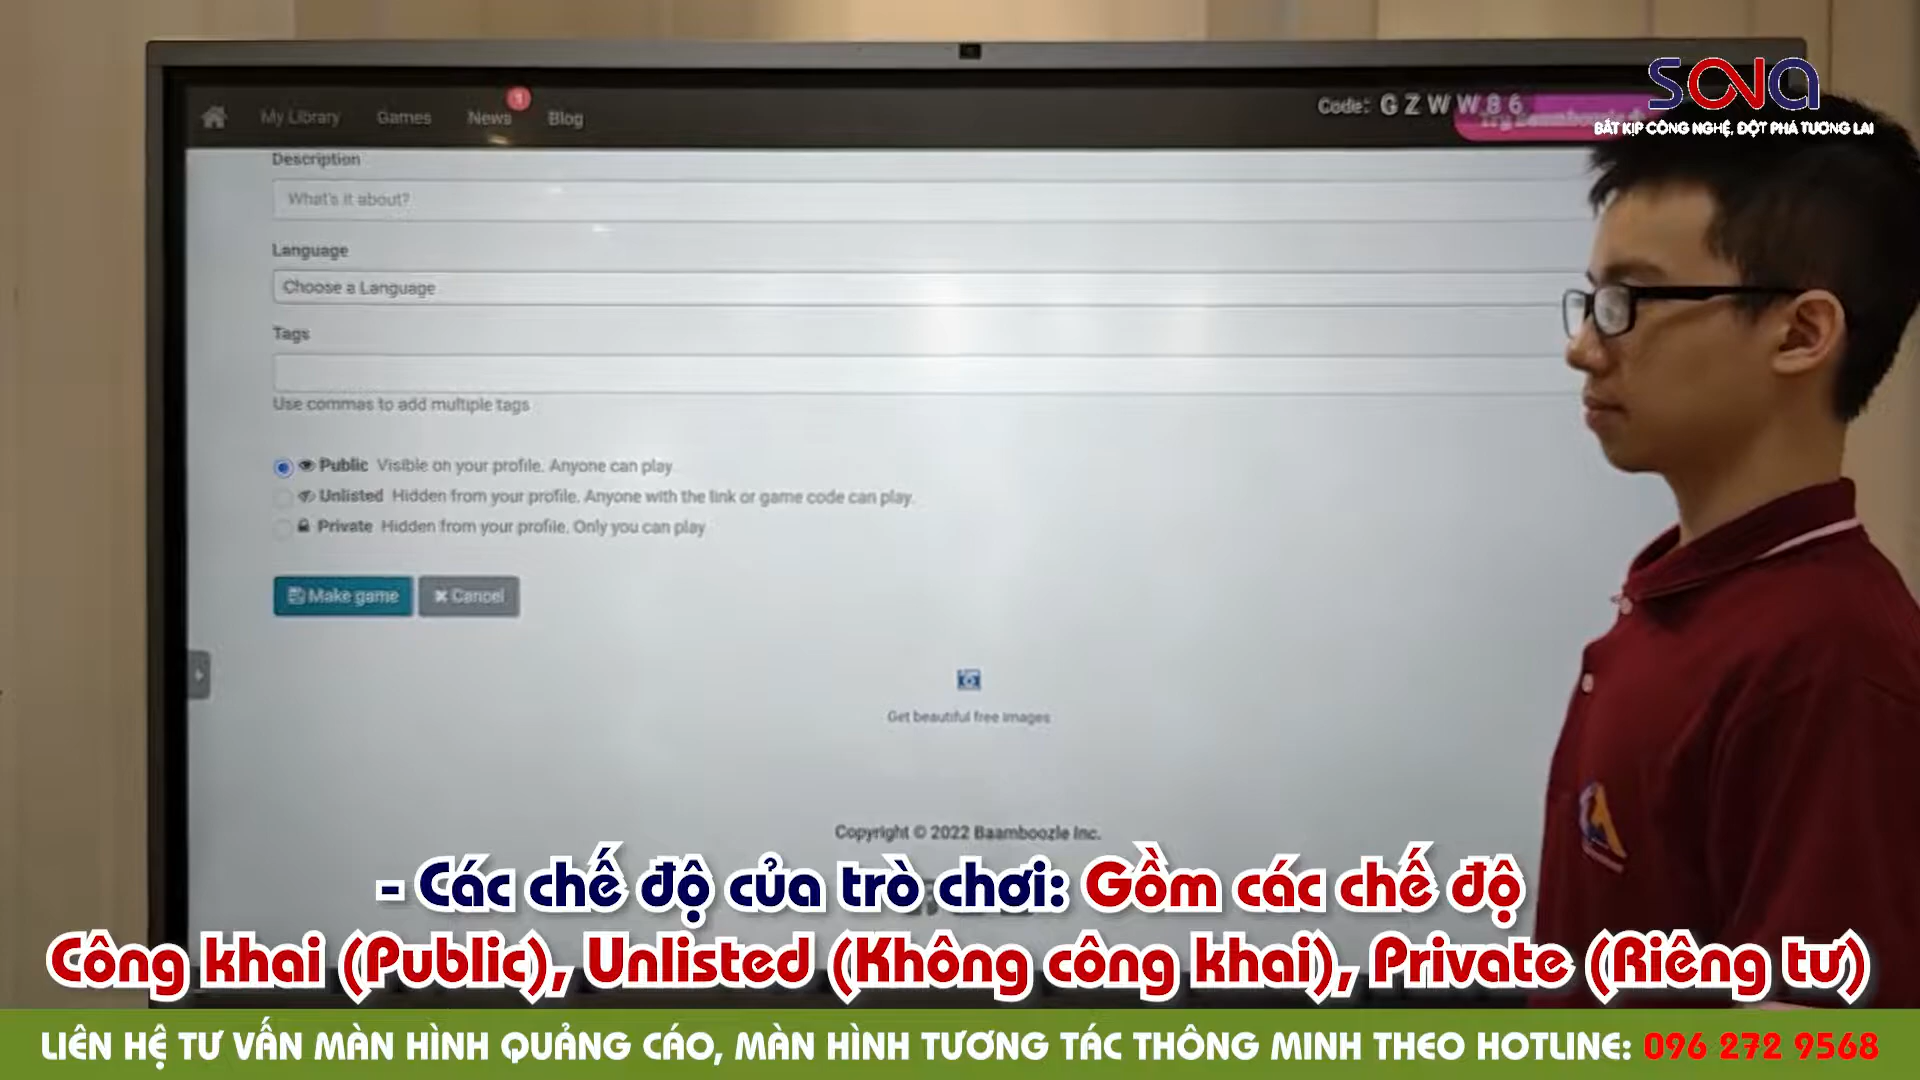 SONA
BẮT KỊP CÔNG NGHỆ, ĐỘT PHÁ TƯƠNG LAI
My Library Games News 1 Blog Code: GZWW86
Description
What's it about?
Language
Choose a Language
Tags
Use commas to add multiple tags
Public Visible on your profile. Anyone can play
Unlisted Hidden from your profile. Anyone with the link or game code can play.
Private Hidden from your profile. Only you can play
Make game Cancel
Get beautiful free images
Copyright © 2022 Baamboozle Inc.
- Các chế độ của trò chơi: Gồm các chế độ
Công khai (Public), Unlisted (Không công khai), Private (Riêng tư)
LIÊN HỆ TƯ VẤN MÀN HÌNH QUẢNG CÁO, MÀN HÌNH TƯƠNG TÁC THÔNG MINH THEO HOTLINE: 096 272 9568